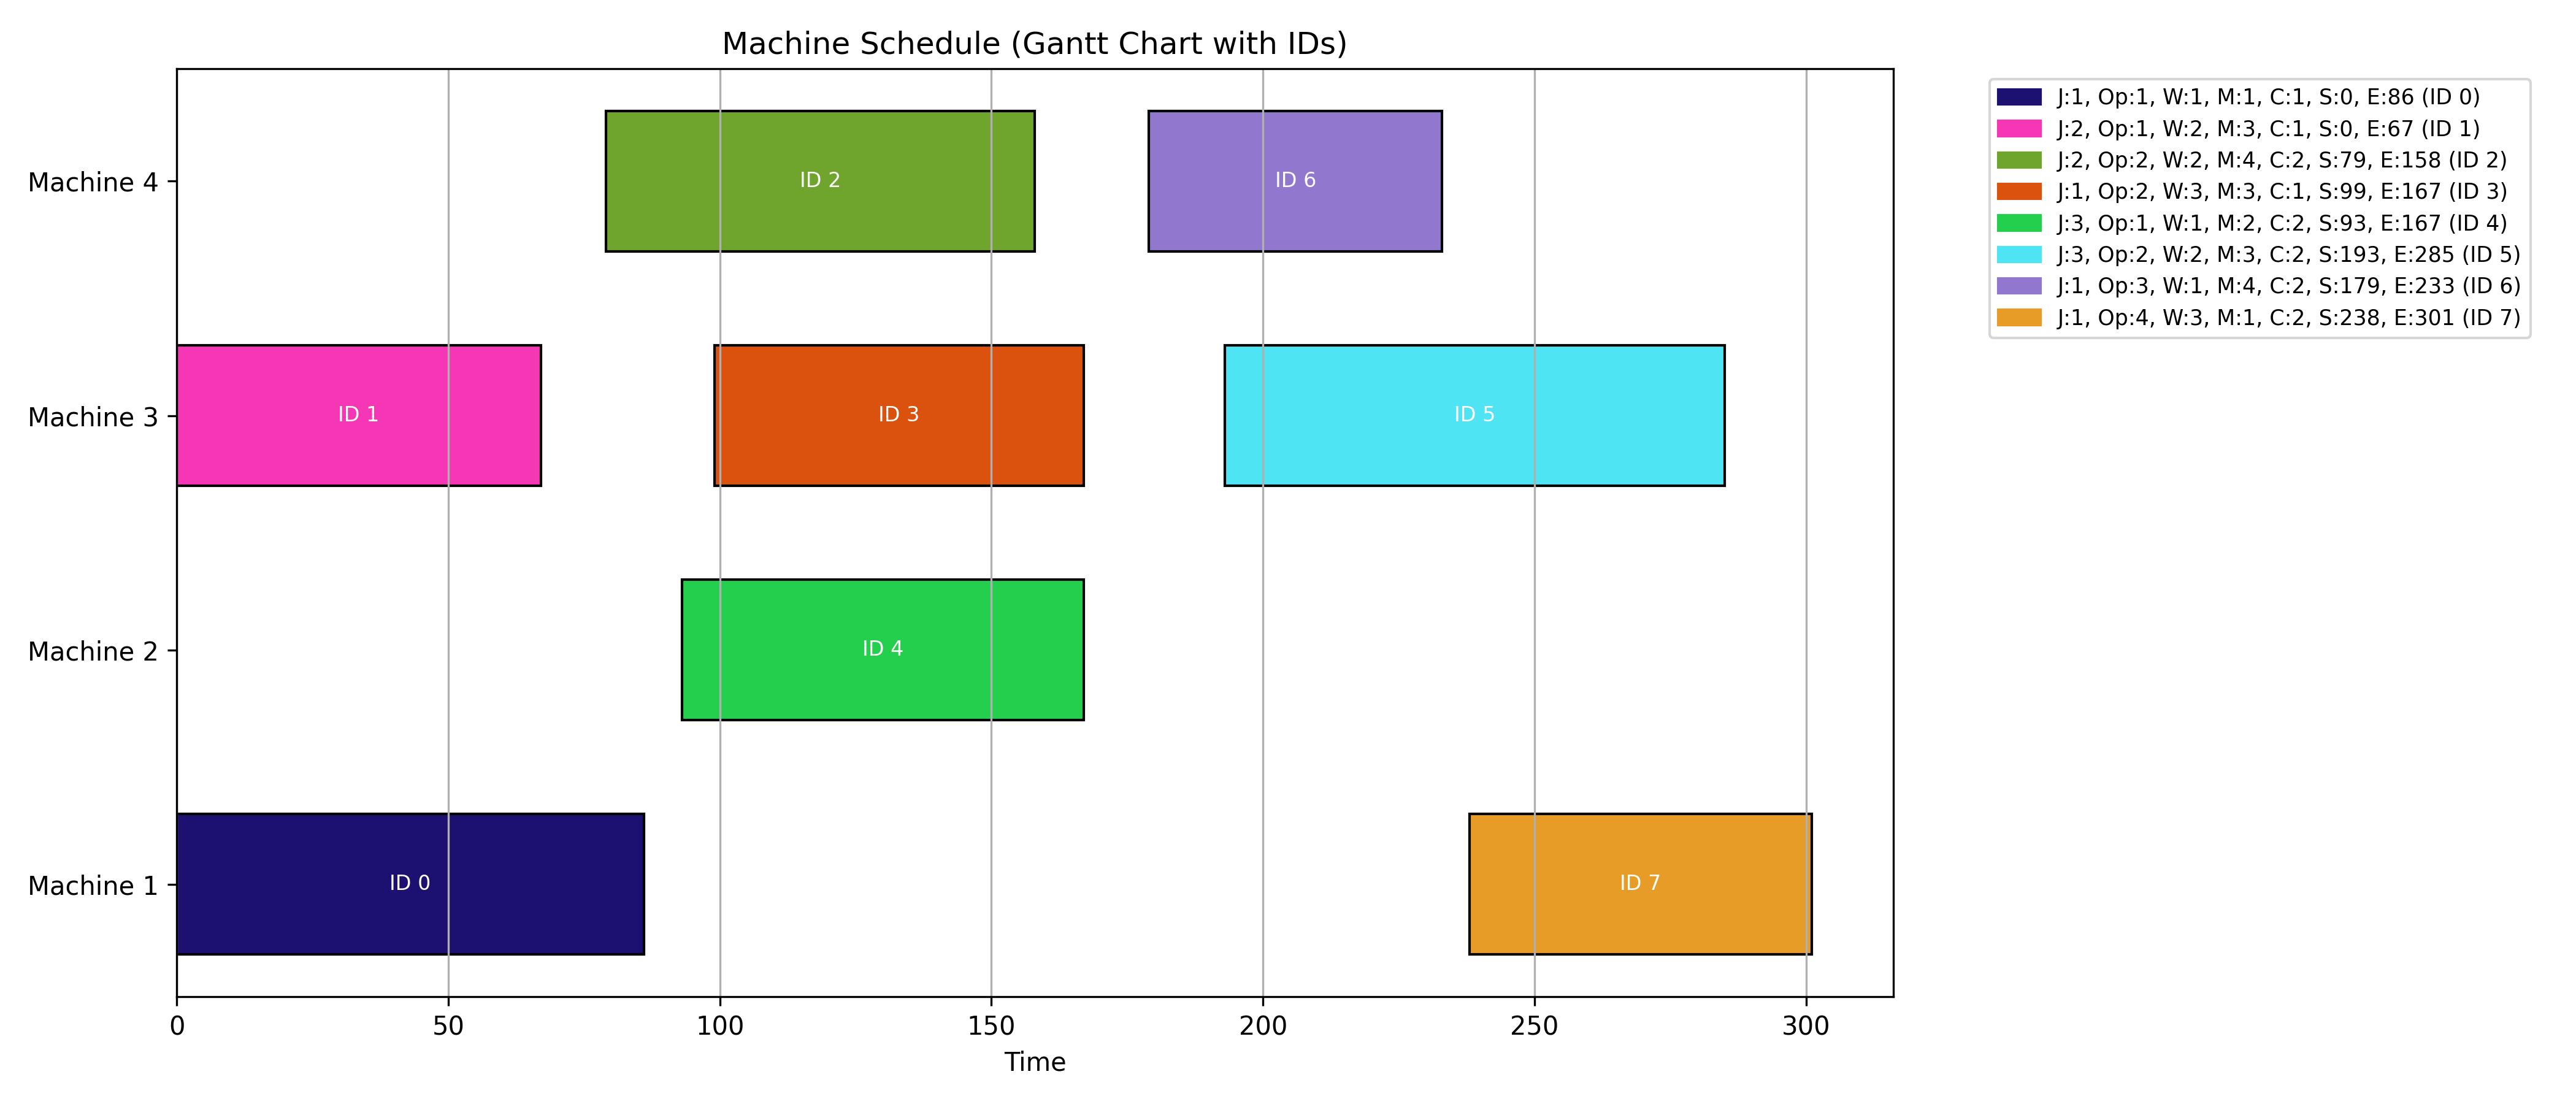 Machine Schedule (Gantt Chart with IDs)
Machine 4
Machine 3
Machine 2
Machine 1
ID 2
ID 6
ID 1
ID 3
ID 5
ID 4
ID 0
ID 7
0 50 100 150 200 250 300
Time
J:1, Op:1, W:1, M:1, C:1, S:0, E:86 (ID 0)
J:2, Op:1, W:2, M:3, C:1, S:0, E:67 (ID 1)
J:2, Op:2, W:2, M:4, C:2, S:79, E:158 (ID 2)
J:1, Op:2, W:3, M:3, C:1, S:99, E:167 (ID 3)
J:3, Op:1, W:1, M:2, C:2, S:93, E:167 (ID 4)
J:3, Op:2, W:2, M:3, C:2, S:193, E:285 (ID 5)
J:1, Op:3, W:1, M:4, C:2, S:179, E:233 (ID 6)
J:1, Op:4, W:3, M:1, C:2, S:238, E:301 (ID 7)